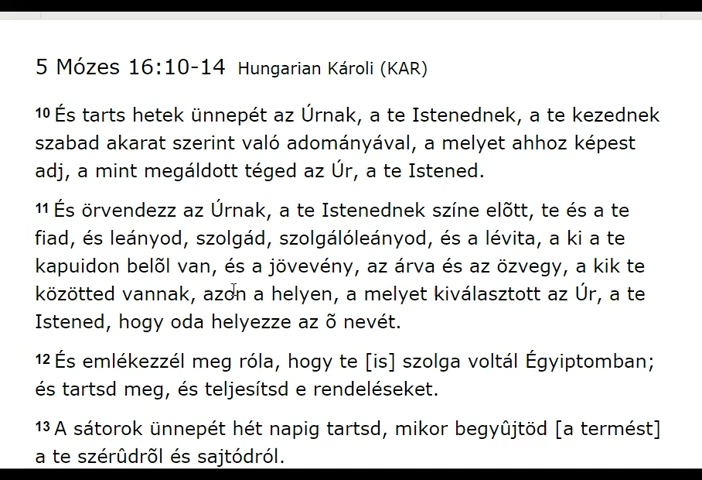 5 Mózes 16:10-14 Hungarian Károli (KAR)
10 És tarts hetek ünnepét az Úrnak, a te Istenednek, a te kezednek
szabad akarat szerint való adományával, a melyet ahhoz képest
adj, a mint megáldott téged az Úr, a te Istened.
11 És örvendezz az Úrnak, a te Istenednek színe elõtt, te és a te
fiad, és leányod, szolgád, szolgálóleányod, és a lévita, a ki a te
kapuidon belõl van, és a jövevény, az árva és az özvegy, a kik te
közötted vannak, azon a helyen, a melyet kiválasztott az Úr, a te
Istened, hogy oda helyezze az õ nevét.
12 És emlékezzél meg róla, hogy te [is] szolga voltál Égyiptomban;
és tartsd meg, és teljesítsd e rendeléseket.
13 A sátorok ünnepét hét napig tartsd, mikor begyûjtöd [a termést]
a te szérûdrõl és sajtódról.